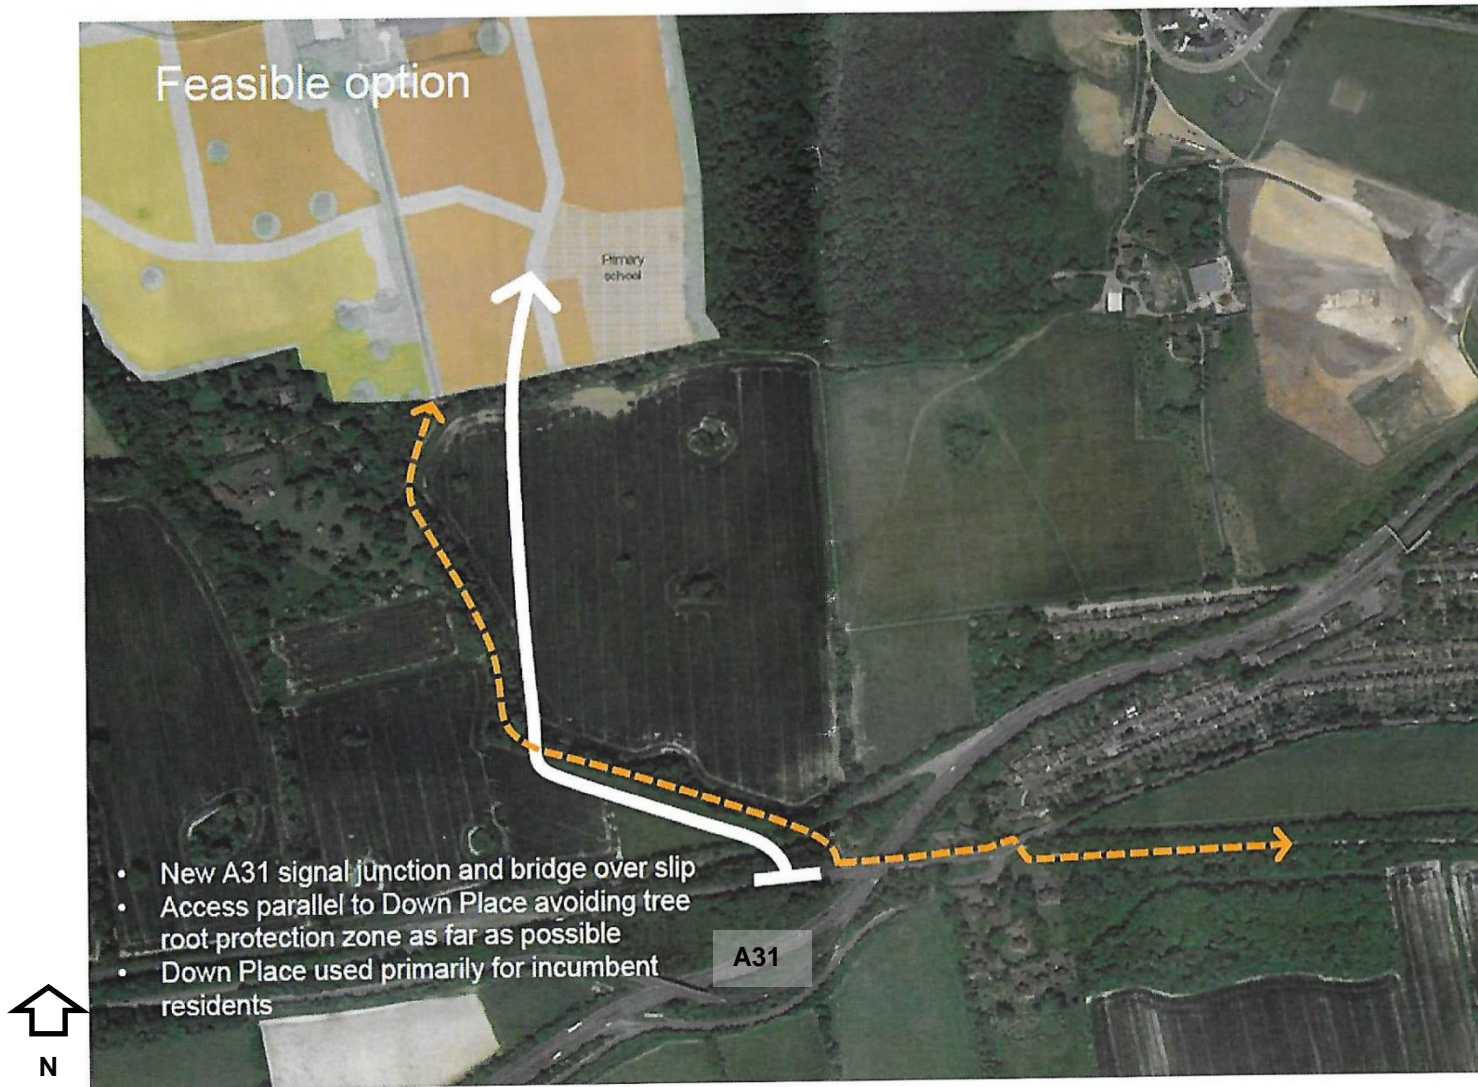 Feasible option
Primary
school
• New A31 signal junction and bridge over slip
• Access parallel to Down Place avoiding tree
root protection zone as far as possible
• Down Place used primarily for incumbent
residents
A31
N